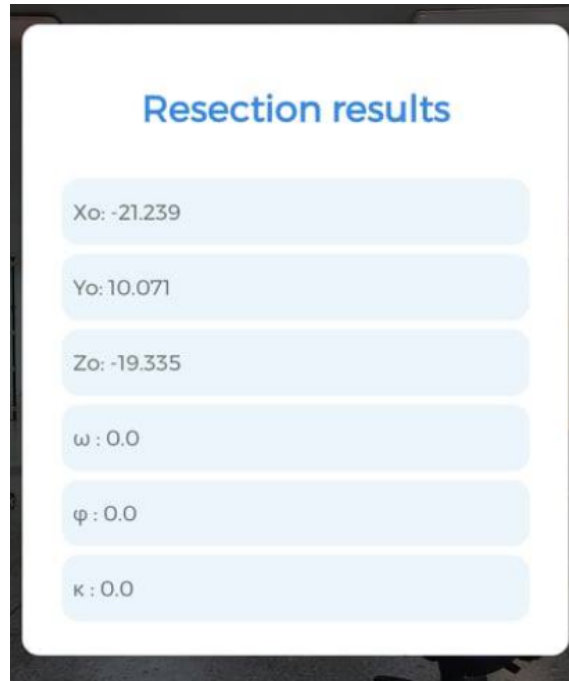 Resection results
Xo: -21.239
Yo: 10.071
Zo: -19.335
ω : 0.0
φ : 0.0
κ : 0.0